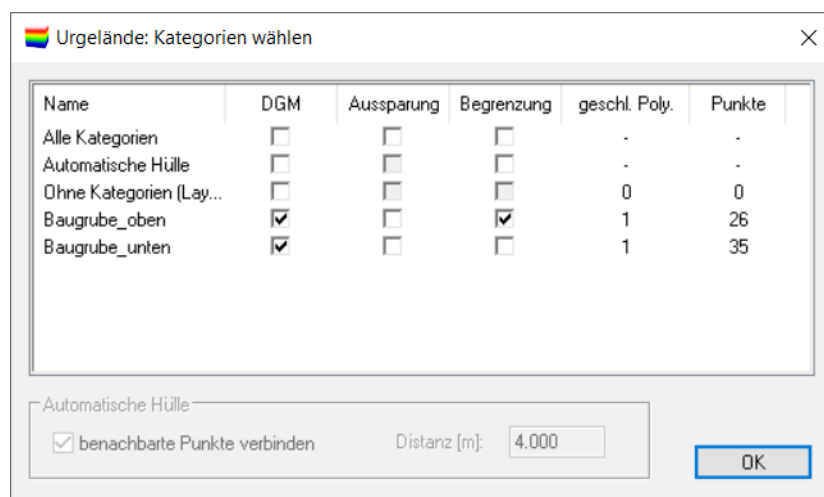 Urgelände: Kategorien wählen
Name DGM Aussparung Begrenzung geschl. Poly. Punkte
Alle Kategorien - -
Automatische Hülle - -
Ohne Kategorien (Lay... 0 0
Baugrube_oben 1 26
Baugrube_unten 1 35
Automatische Hülle
benachbarte Punkte verbinden Distanz [m]: 4.000
OK